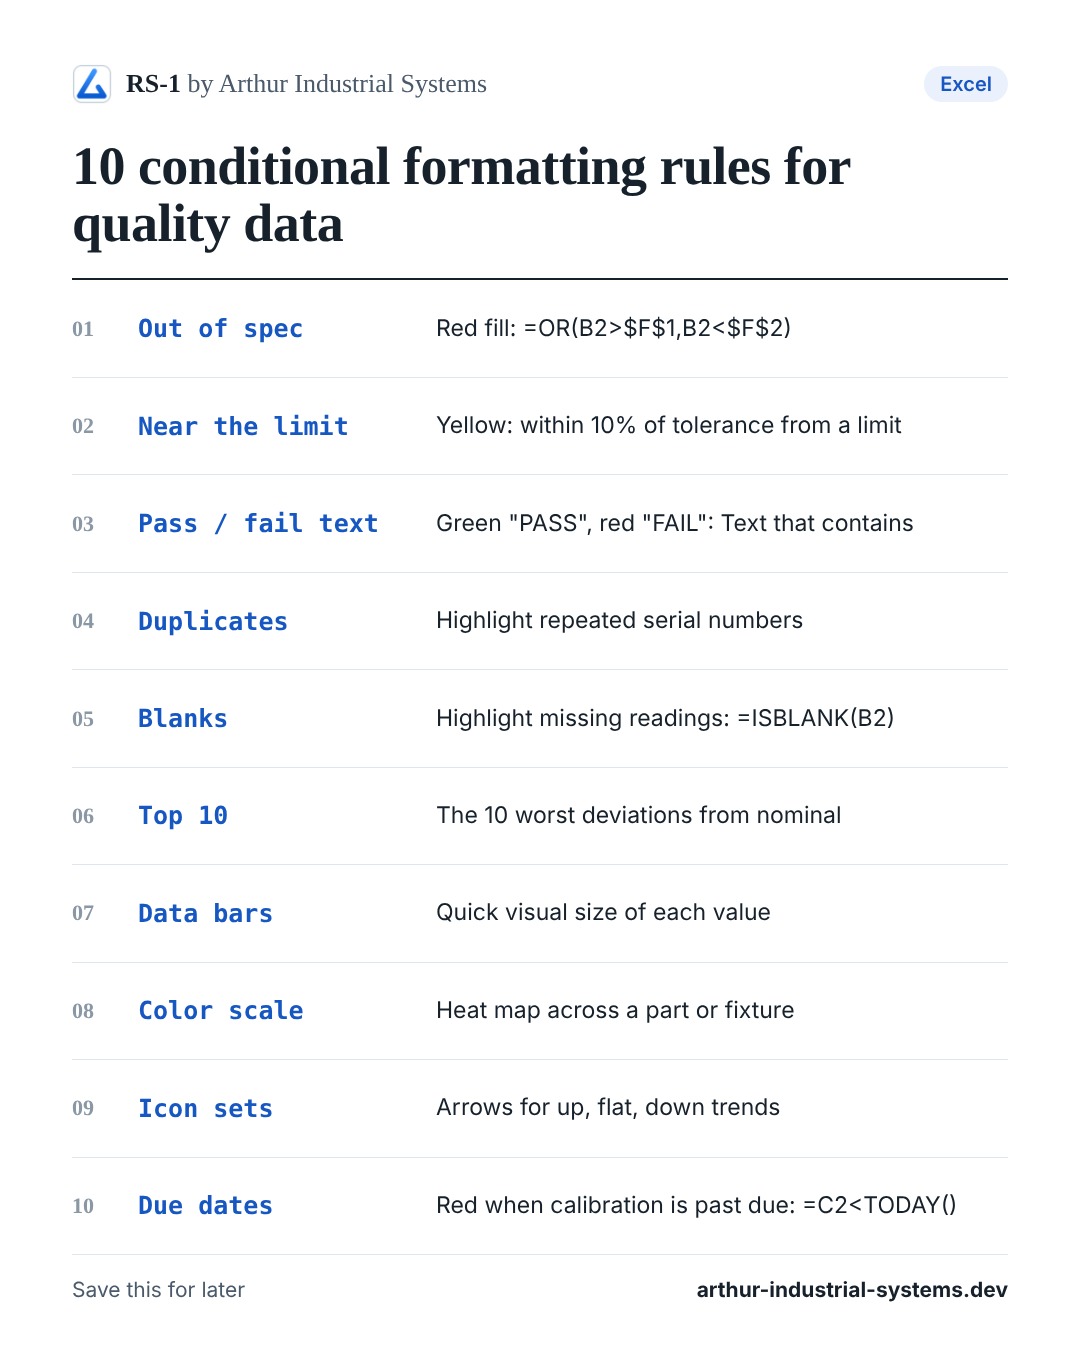 RS-1 by Arthur Industrial Systems
Excel
10 conditional formatting rules for
quality data
01 Out of spec Red fill: =OR(B2>$F$1,B2<$F$2)
02 Near the limit Yellow: within 10% of tolerance from a limit
03 Pass / fail text Green "PASS", red "FAIL": Text that contains
04 Duplicates Highlight repeated serial numbers
05 Blanks Highlight missing readings: =ISBLANK(B2)
06 Top 10 The 10 worst deviations from nominal
07 Data bars Quick visual size of each value
08 Color scale Heat map across a part or fixture
09 Icon sets Arrows for up, flat, down trends
10 Due dates Red when calibration is past due: =C2<TODAY()
Save this for later
arthur-industrial-systems.dev